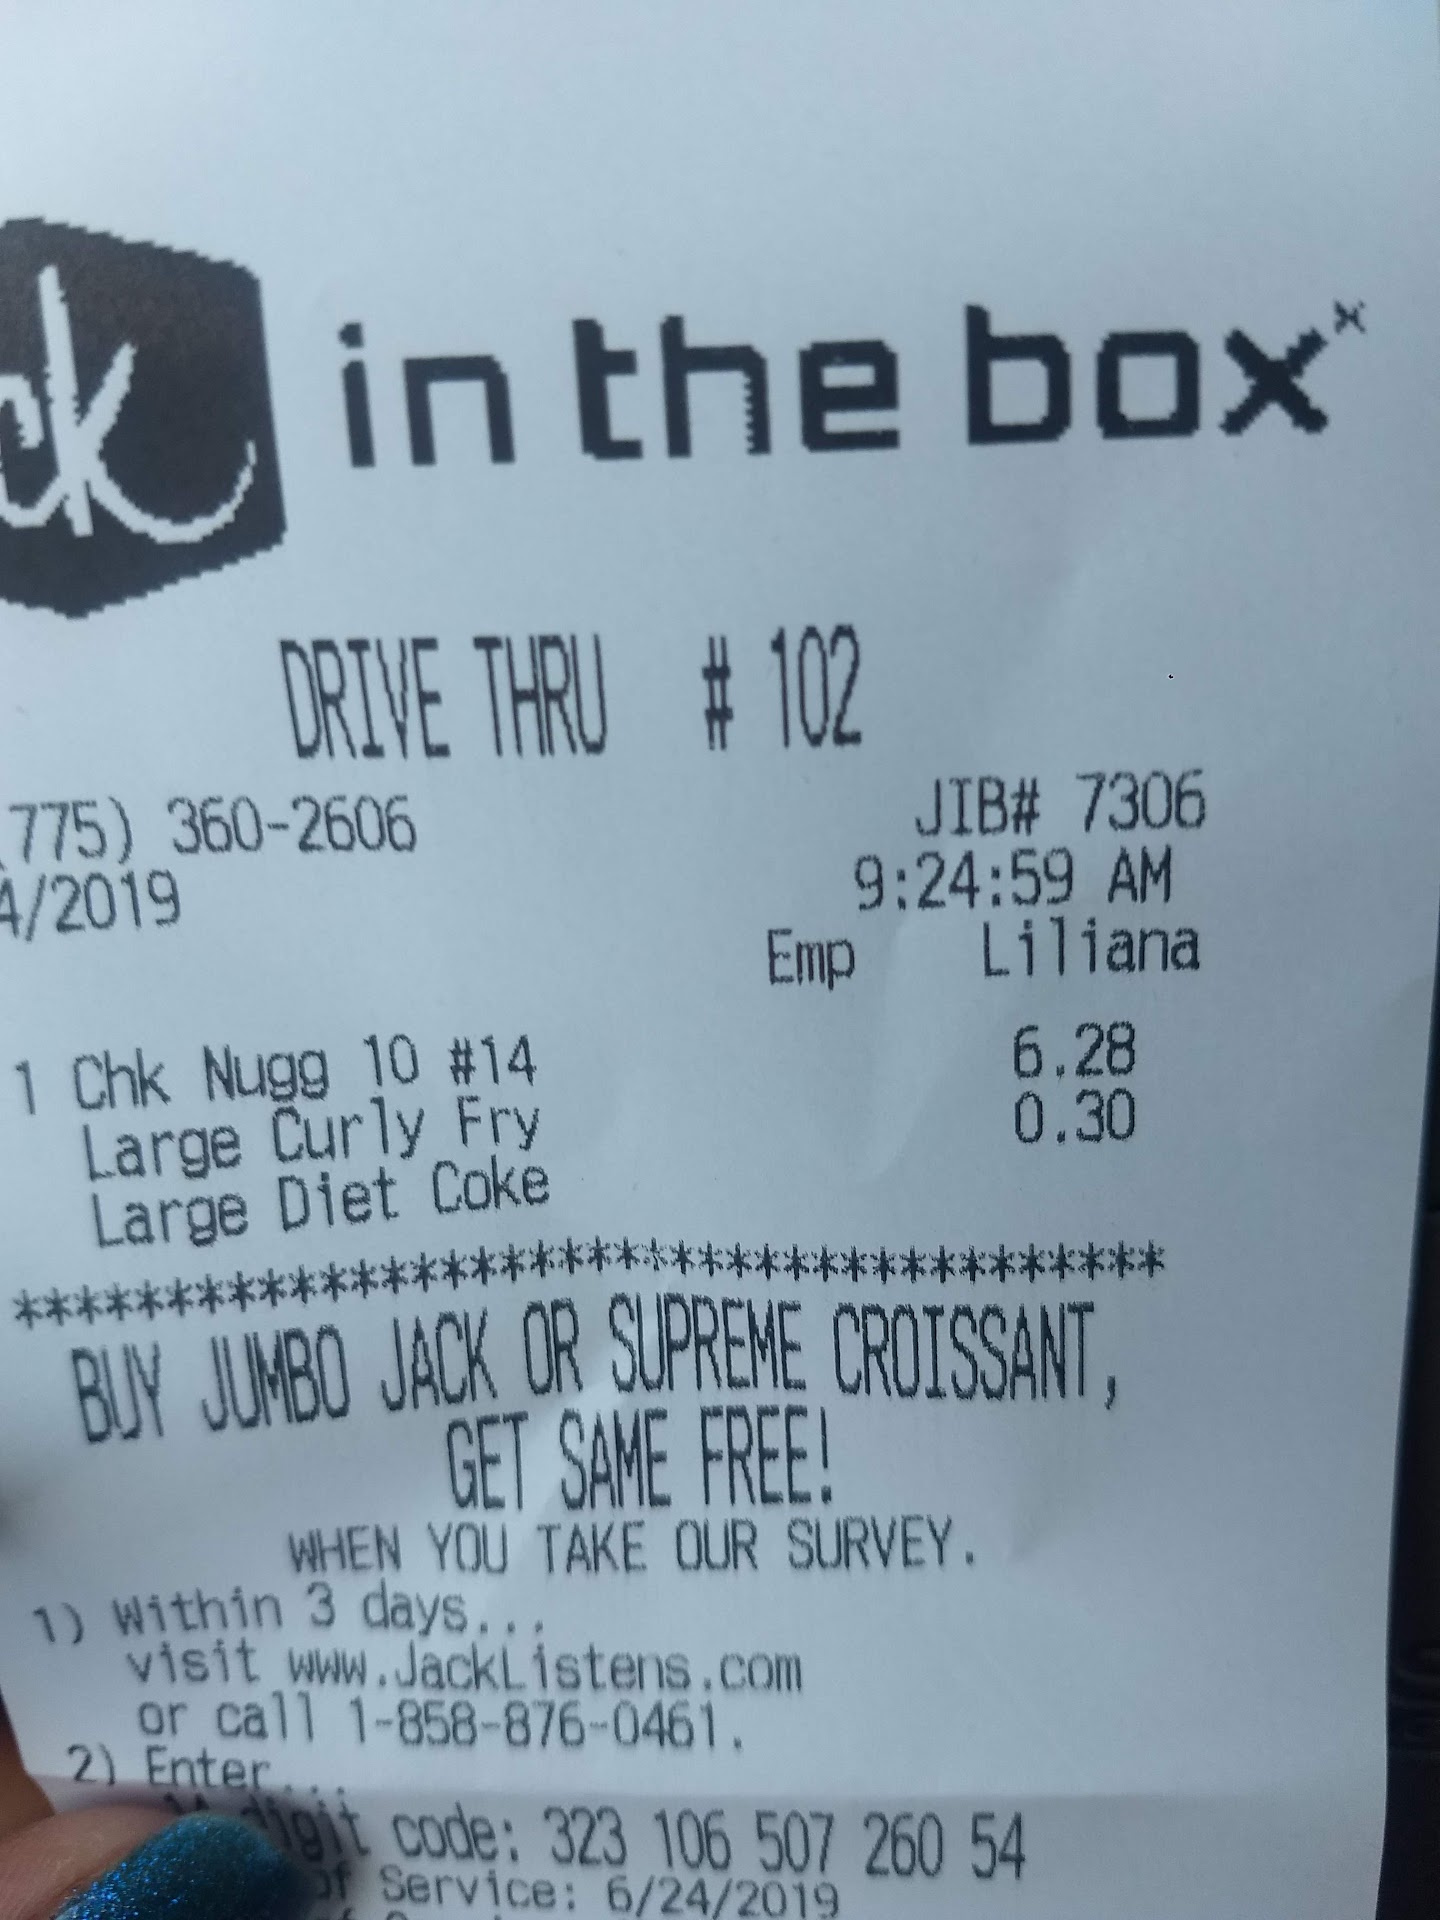 ck in the box
DRIVE THRU # 102
775) 360-2606 JIB# 7306
4/2019 9:24:59 AM
Emp Liliana
1 Chk Nugg 10 #14 6.28
Large Curly Fry 0.30
Large Diet Coke
**************************************
BUY JUMBO JACK OR SUPREME CROISSANT,
GET SAME FREE!
WHEN YOU TAKE OUR SURVEY.
1) Within 3 days...
visit www.JackListens.com
or call 1-858-876-0461.
2) Enter...
digit code: 323 106 507 260 54
of Service: 6/24/2019